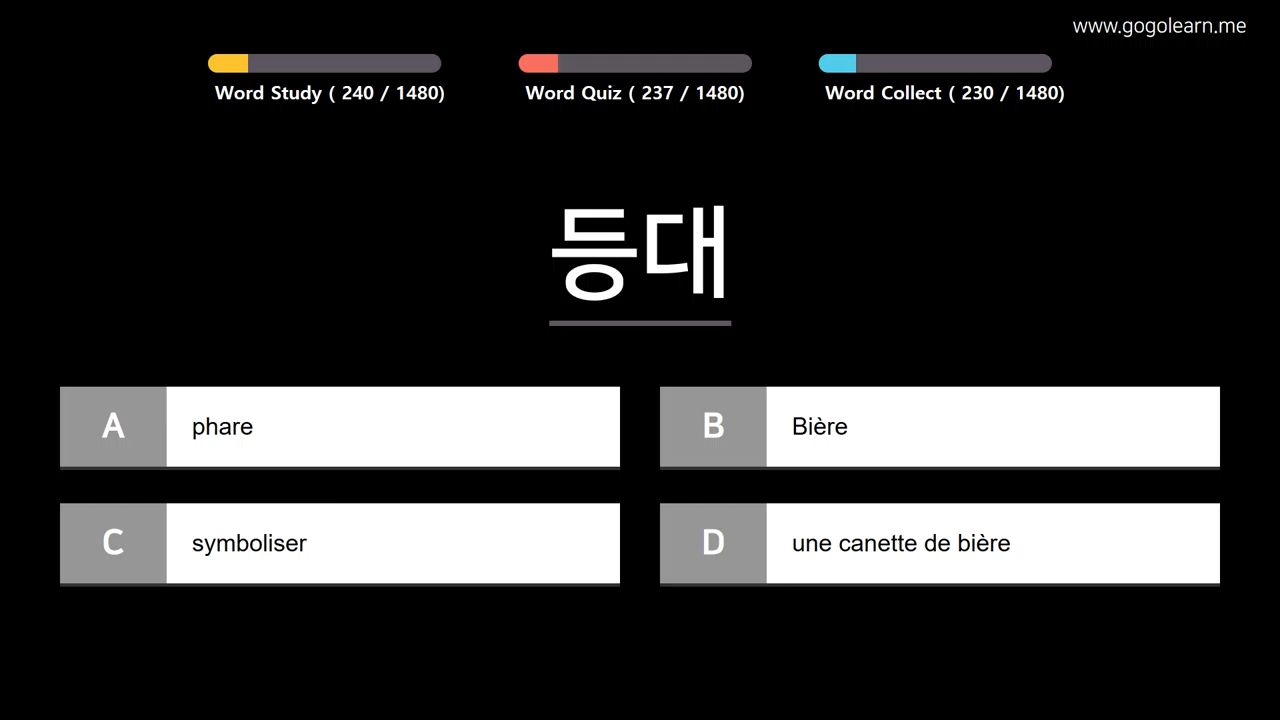 www.gogolearn.me
Word Study ( 240 / 1480)
Word Quiz ( 237 / 1480)
Word Collect ( 230 / 1480)
등대
A phare
B Bière
C symboliser
D une canette de bière